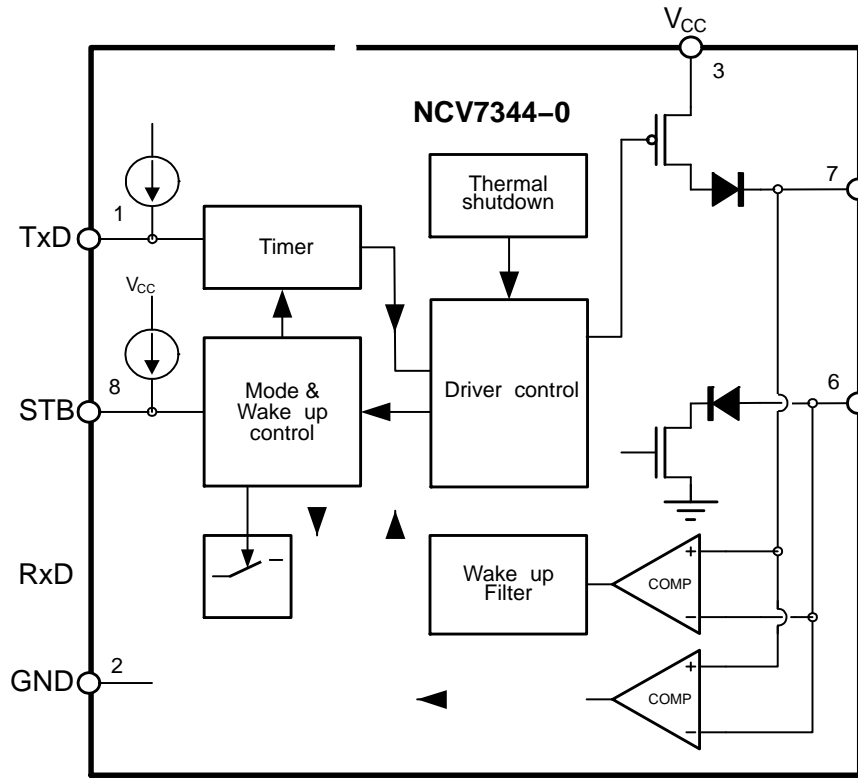 VCC
3
NCV7344–0
Thermal
shutdown
7
1
TxD
Timer
VCC
8
STB
Mode &
Wake up
control
Driver control
6
RxD
Wake up
Filter
+
COMP
–
GND
2
+
COMP
–